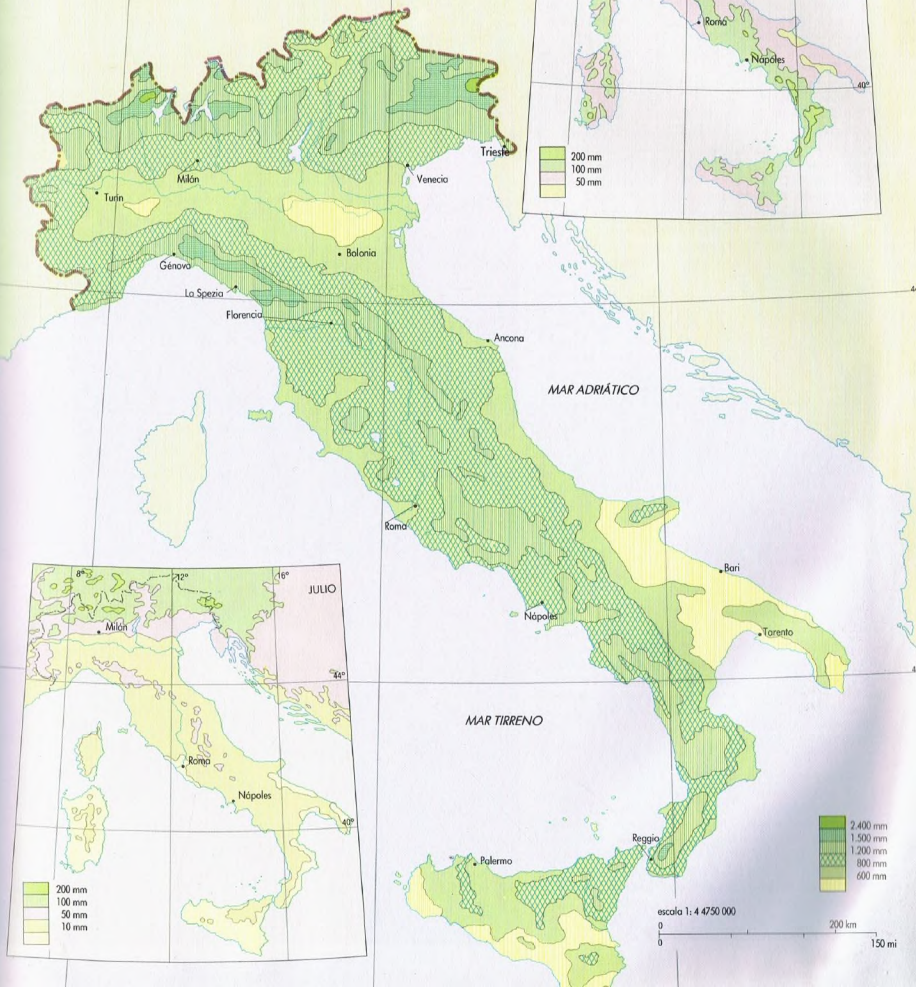 Roma
Nápoles
40°
200 mm
100 mm
50 mm
Trieste
Milán
Venecia
Turín
Génova
Bolonia
La Spezia
Florencia
Ancona
MAR ADRIÁTICO
Roma
Bari
Nápoles
Tarento
MAR TIRRENO
Reggio
Palermo
8°
12°
16°
JULIO
Milán
44°
Roma
Nápoles
40°
200 mm
100 mm
50 mm
10 mm
2.400 mm
1.500 mm
1.200 mm
800 mm
600 mm
escala 1: 4 4750 000
0
200 km
0
150 mi